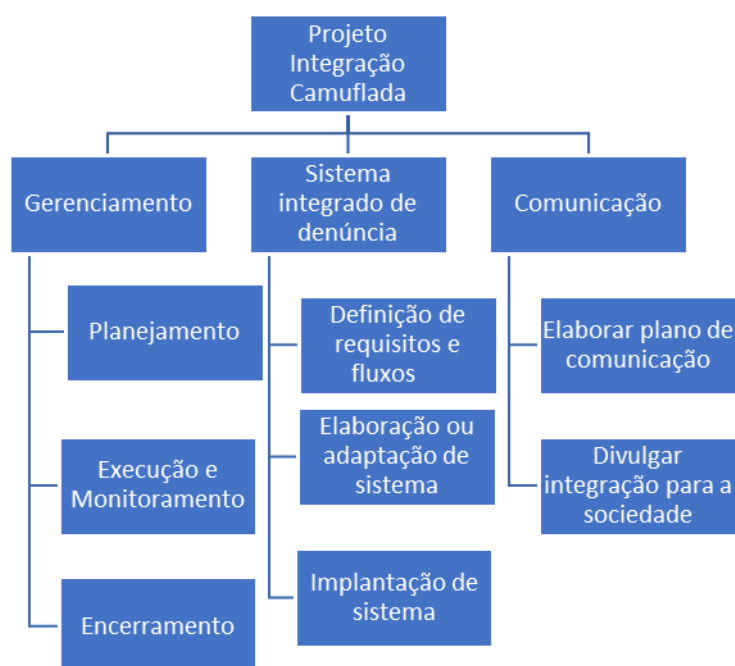 Projeto
Integração
Camuflada
Gerenciamento
Sistema
integrado de
denúncia
Comunicação
Planejamento
Execução e
Monitoramento
Encerramento
Definição de
requisitos e
fluxos
Elaboração ou
adaptação de
sistema
Implantação de
sistema
Elaborar plano de
comunicação
Divulgar
integração para a
sociedade